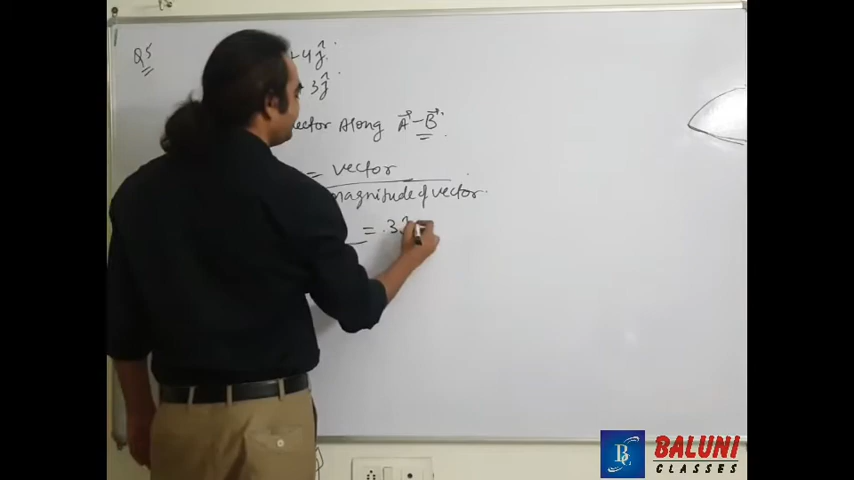 Q5
+4ĵ
3ĵ
vector Along A⃗ - B⃗
= vector
magnitude of vector
= 3
BALUNI
CLASSES